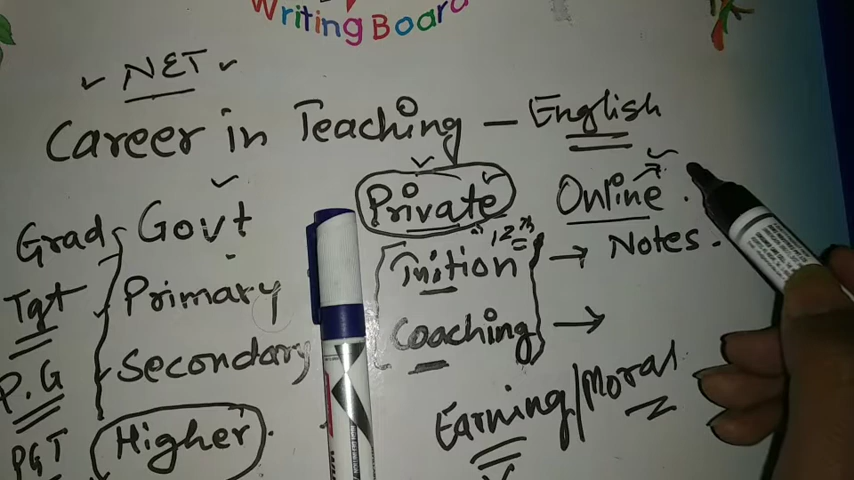 Writing Board
NET
Career in Teaching - English
Grad Govt Private Online
Tgt Primary Tuition 12th → Notes.
P.G Secondary Coaching →
PGT Higher Earning/Moral